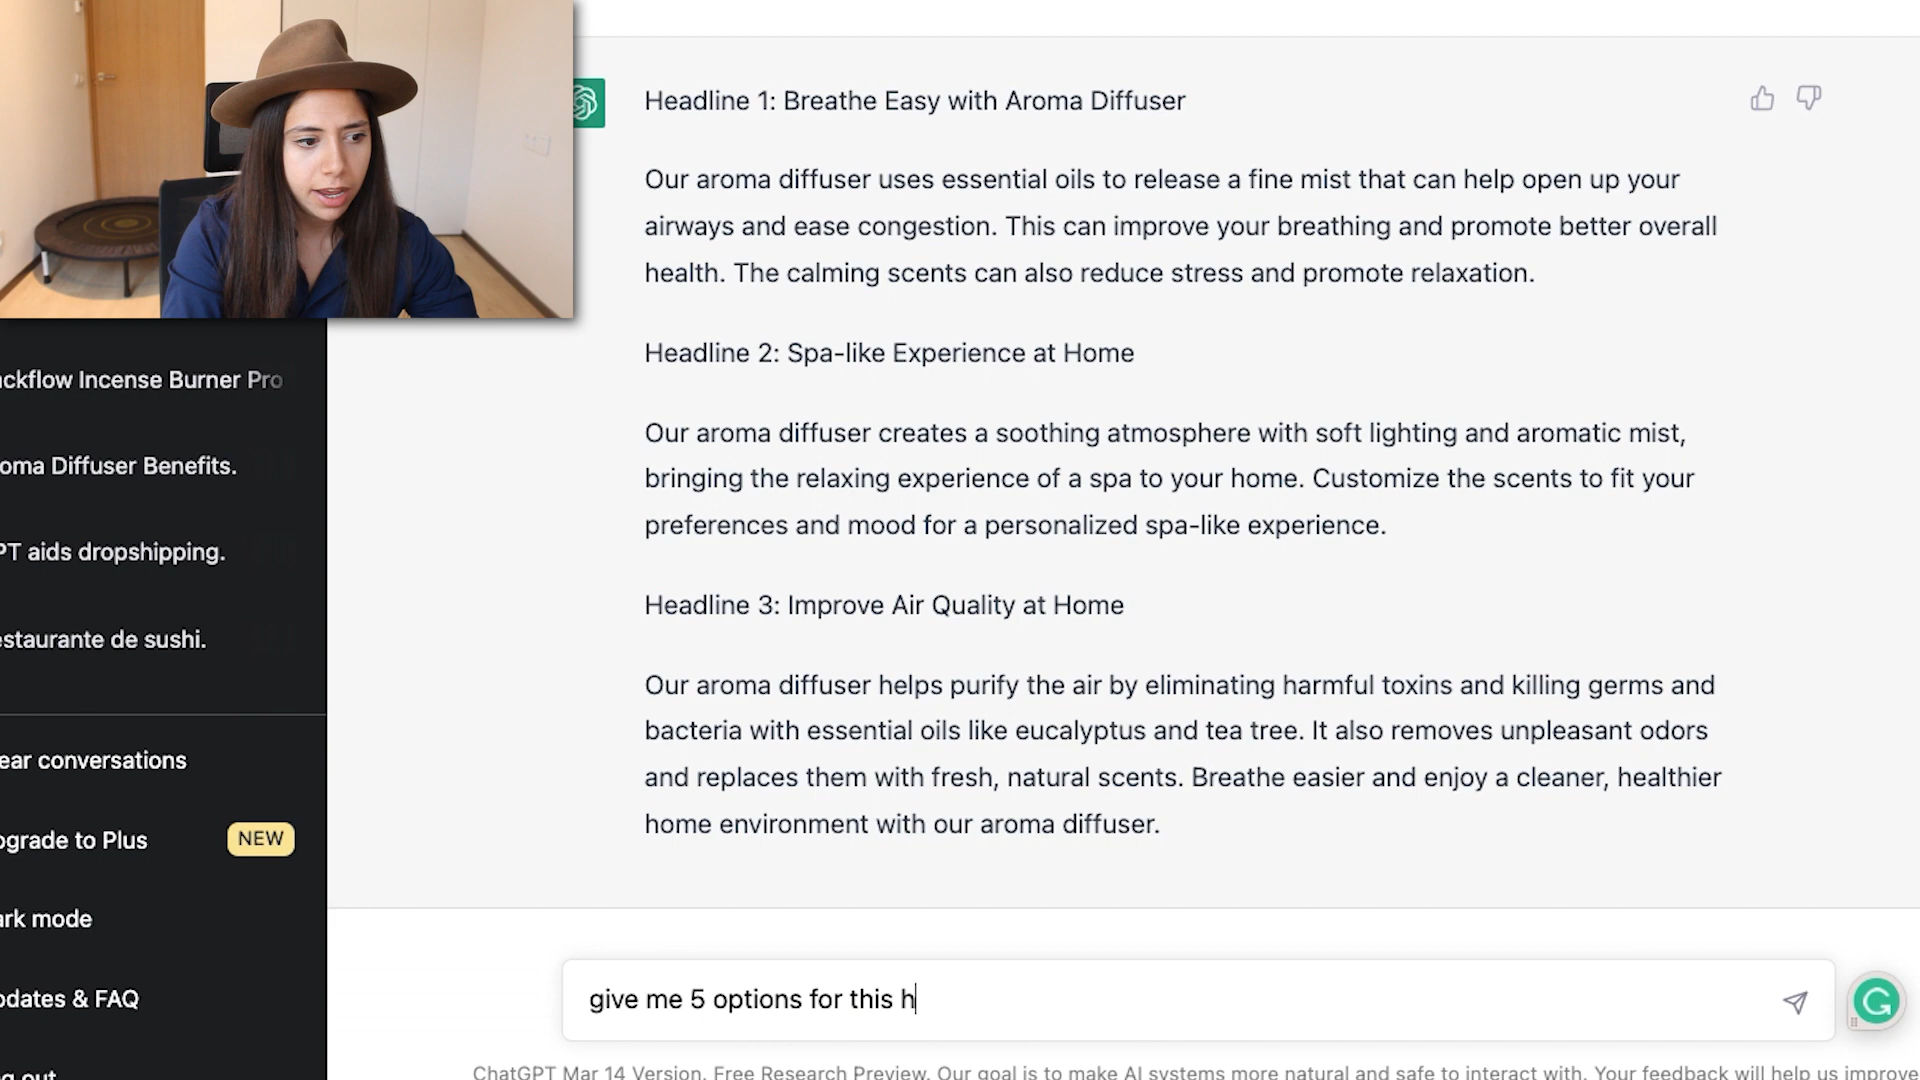 Headline 1: Breathe Easy with Aroma Diffuser
Our aroma diffuser uses essential oils to release a fine mist that can help open up your
airways and ease congestion. This can improve your breathing and promote better overall
health. The calming scents can also reduce stress and promote relaxation.
Headline 2: Spa-like Experience at Home
Our aroma diffuser creates a soothing atmosphere with soft lighting and aromatic mist,
bringing the relaxing experience of a spa to your home. Customize the scents to fit your
preferences and mood for a personalized spa-like experience.
Headline 3: Improve Air Quality at Home
Our aroma diffuser helps purify the air by eliminating harmful toxins and killing germs and
bacteria with essential oils like eucalyptus and tea tree. It also removes unpleasant odors
and replaces them with fresh, natural scents. Breathe easier and enjoy a cleaner, healthier
home environment with our aroma diffuser.
ckflow Incense Burner Pro
oma Diffuser Benefits.
PT aids dropshipping.
estaurante de sushi.
ear conversations
ograde to Plus
NEW
ark mode
odates & FAQ
g out
give me 5 options for this h
ChatGPT Mar 14 Version. Free Research Preview. Our goal is to make AI systems more natural and safe to interact with. Your feedback will help us improve